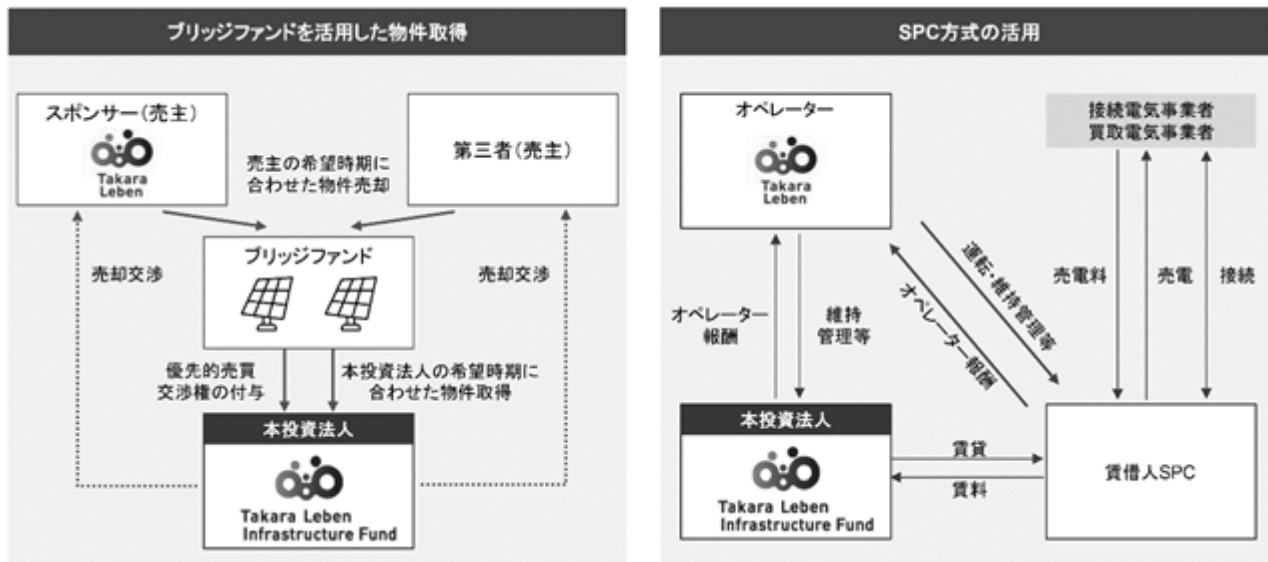 ブリッジファンドを活用した物件取得
スポンサー(売主)
Takara
Leben
第三者(売主)
売主の希望時期に
合わせた物件売却
ブリッジファンド
売却交渉
売却交渉
優先的売買
交渉権の付与
本投資法人の希望時期に
合わせた物件取得
本投資法人
Takara Leben
Infrastructure Fund
SPC方式の活用
オペレーター
Takara
Leben
接続電気事業者
買取電気事業者
オペレーター
報酬
維持
管理等
運転・維持管理等
オペレーター報酬
売電料
売電
接続
本投資法人
Takara Leben
Infrastructure Fund
賃貸
賃料
賃借人SPC